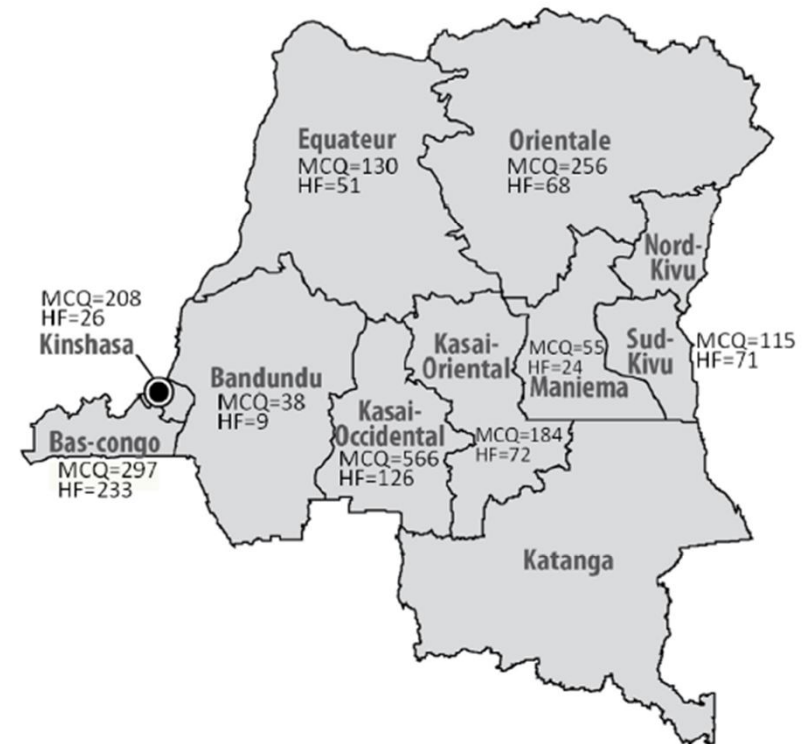 Equateur
MCQ=130
HF=51
Orientale
MCQ=256
HF=68
Nord-
Kivu
MCQ=208
HF=26
Kinshasa
Bandundu
MCQ=38
HF=9
Kasai-
Oriental
MCQ=184
HF=72
MCQ=55
HF=24
Maniema
Sud-
Kivu
MCQ=115
HF=71
Bas-congo
MCQ=297
HF=233
Kasai-
Occidental
MCQ=566
HF=126
Katanga